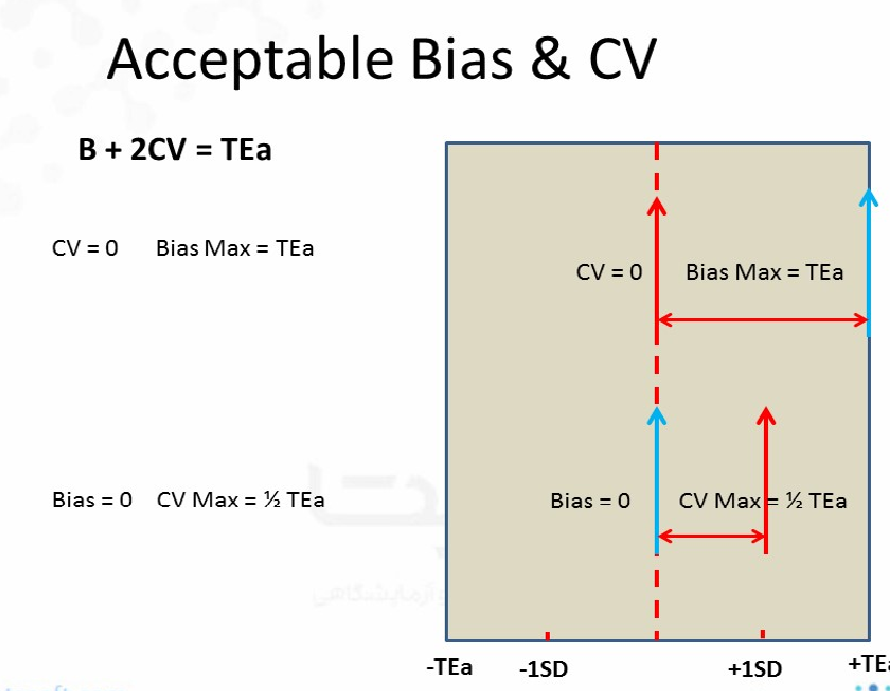 Acceptable Bias & CV
B + 2CV = TEa
CV = 0 Bias Max = TEa
CV = 0 Bias Max = TEa
Bias = 0 CV Max = ½ TEa
Bias = 0 CV Max = ½ TEa
-TEa -1SD +1SD +TEa